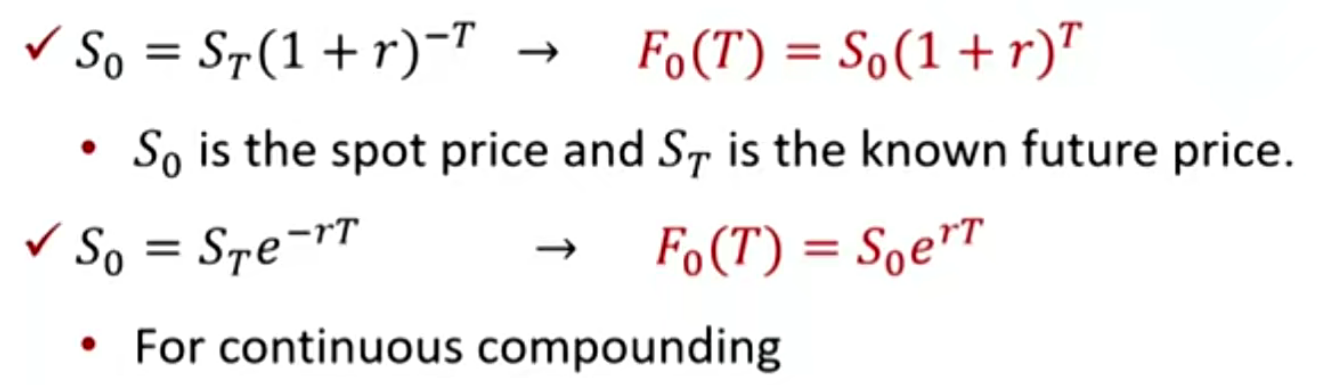 ✓ S₀ = S_T(1 + r)^{−T} → F₀(T) = S₀(1 + r)^T
• S₀ is the spot price and S_T is the known future price.
✓ S₀ = S_T e^{−rT} → F₀(T) = S₀e^{rT}
• For continuous compounding